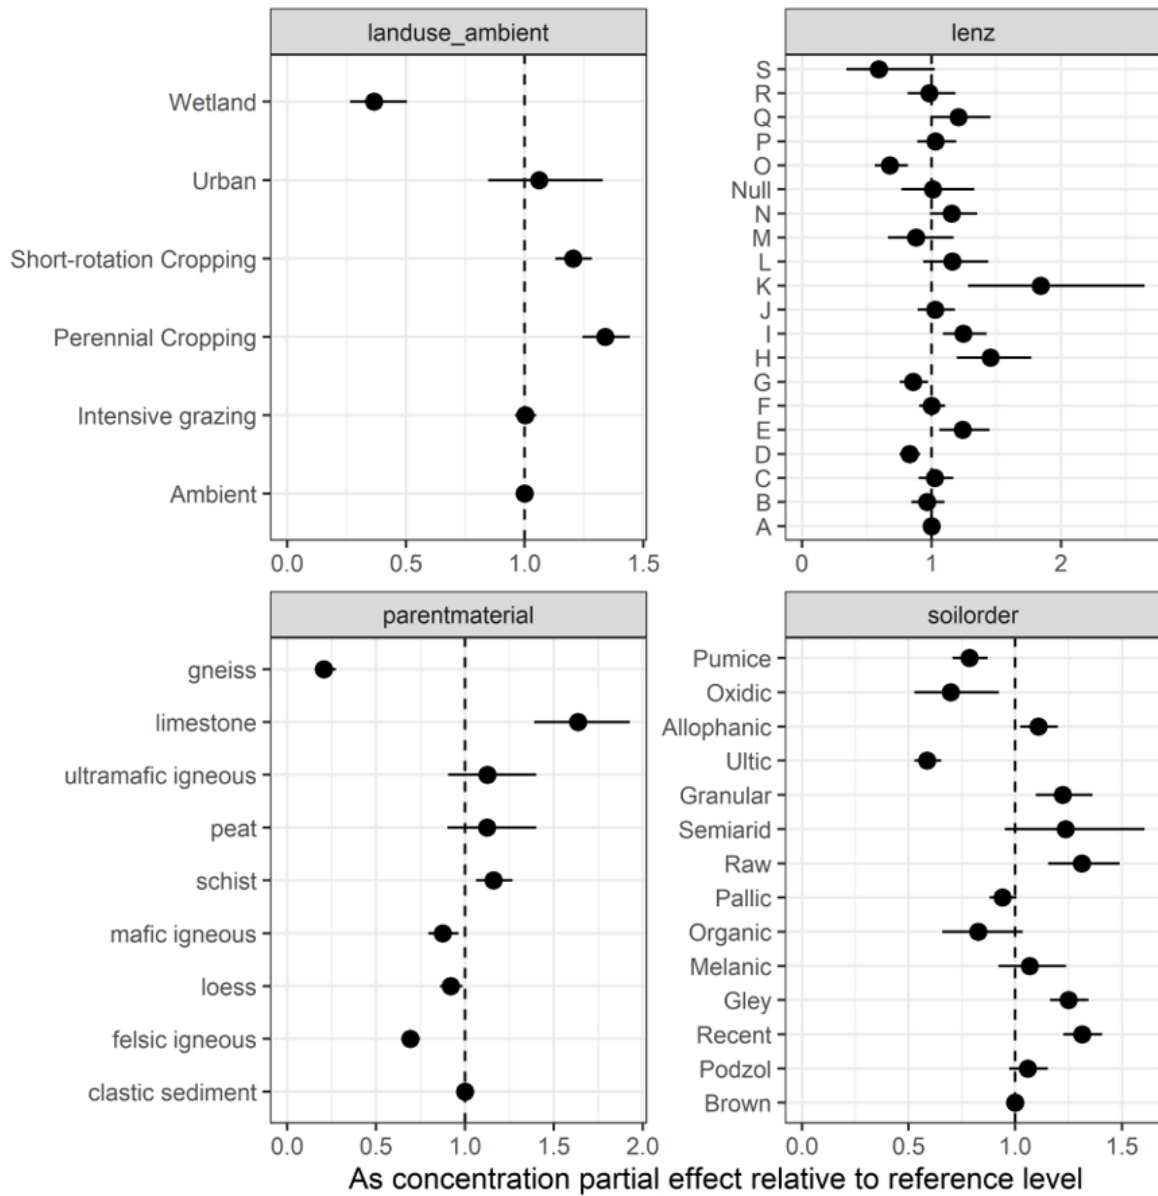 landuse_ambient
Wetland
Urban
Short-rotation Cropping
Perennial Cropping
Intensive grazing
Ambient
0.0 0.5 1.0 1.5
lenz
S
R
Q
P
O
Null
N
M
L
K
J
I
H
G
F
E
D
C
B
A
0 1 2
parentmaterial
gneiss
limestone
ultramafic igneous
peat
schist
mafic igneous
loess
felsic igneous
clastic sediment
0.0 0.5 1.0 1.5 2.0
soilorder
Pumice
Oxidic
Allophanic
Ultic
Granular
Semiarid
Raw
Pallic
Organic
Melanic
Gley
Recent
Podzol
Brown
0.0 0.5 1.0 1.5
As concentration partial effect relative to reference level